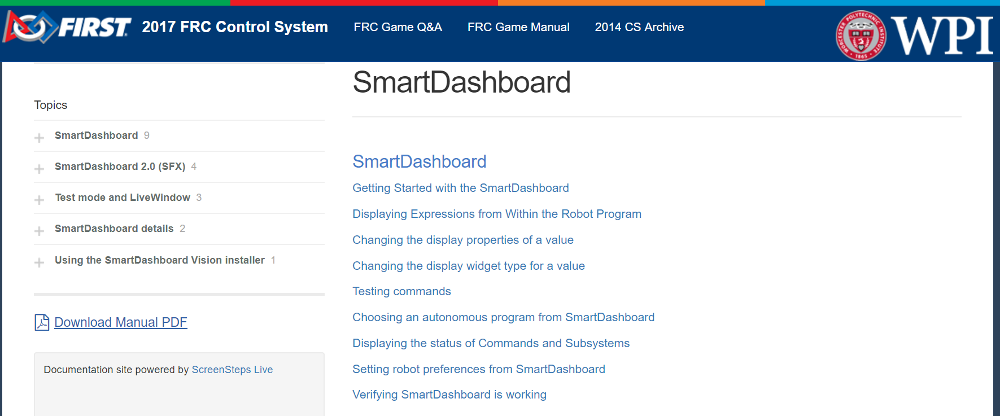 FIRST 2017 FRC Control System FRC Game Q&A FRC Game Manual 2014 CS Archive WORCESTER POLYTECHNIC INSTITUTE 1865 WPI
SmartDashboard
Topics
SmartDashboard 9
SmartDashboard 2.0 (SFX) 4
Test mode and LiveWindow 3
SmartDashboard details 2
Using the SmartDashboard Vision installer 1
Download Manual PDF
Documentation site powered by ScreenSteps Live
SmartDashboard
Getting Started with the SmartDashboard
Displaying Expressions from Within the Robot Program
Changing the display properties of a value
Changing the display widget type for a value
Testing commands
Choosing an autonomous program from SmartDashboard
Displaying the status of Commands and Subsystems
Setting robot preferences from SmartDashboard
Verifying SmartDashboard is working